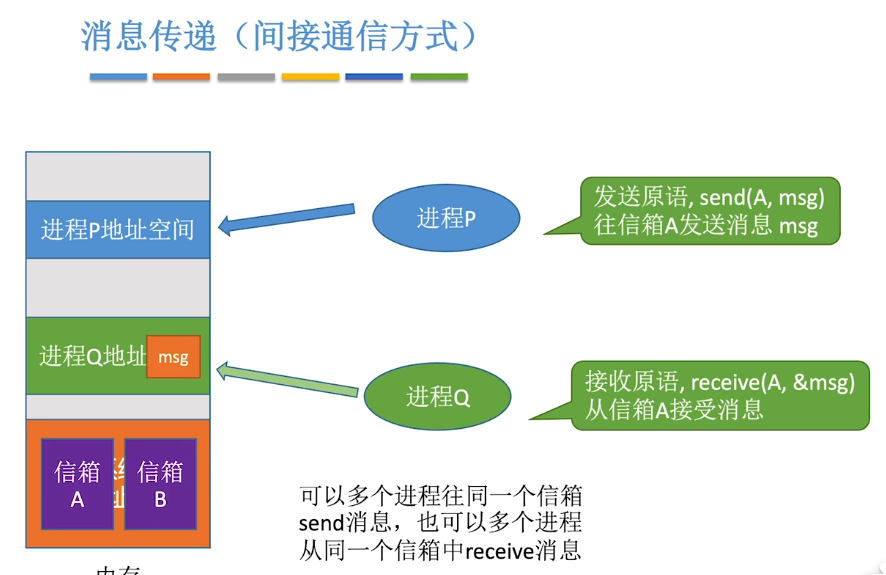 消息传递（间接通信方式）
进程P地址空间
进程P
发送原语, send(A, msg)
往信箱A发送消息 msg
进程Q地址
msg
进程Q
接收原语, receive(A, &msg)
从信箱A接受消息
信箱
A
信箱
B
可以多个进程往同一个信箱
send消息，也可以多个进程
从同一个信箱中receive消息